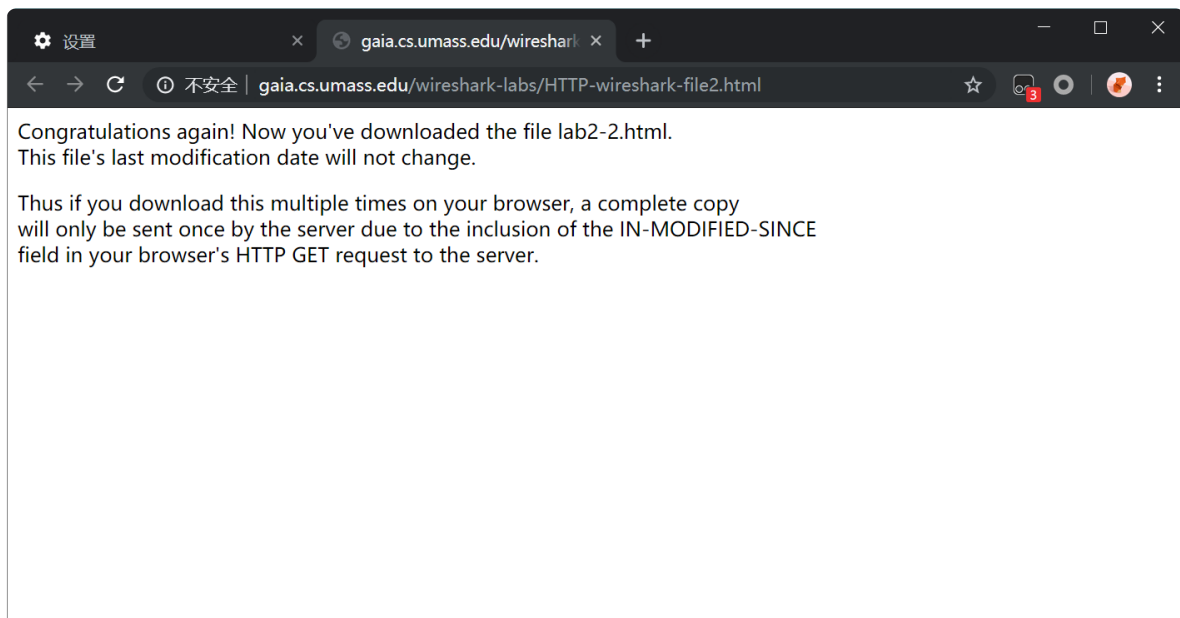 设置
gaia.cs.umass.edu/wireshark
不安全 gaia.cs.umass.edu/wireshark-labs/HTTP-wireshark-file2.html
3
Congratulations again! Now you've downloaded the file lab2-2.html.
This file's last modification date will not change.
Thus if you download this multiple times on your browser, a complete copy
will only be sent once by the server due to the inclusion of the IN-MODIFIED-SINCE
field in your browser's HTTP GET request to the server.